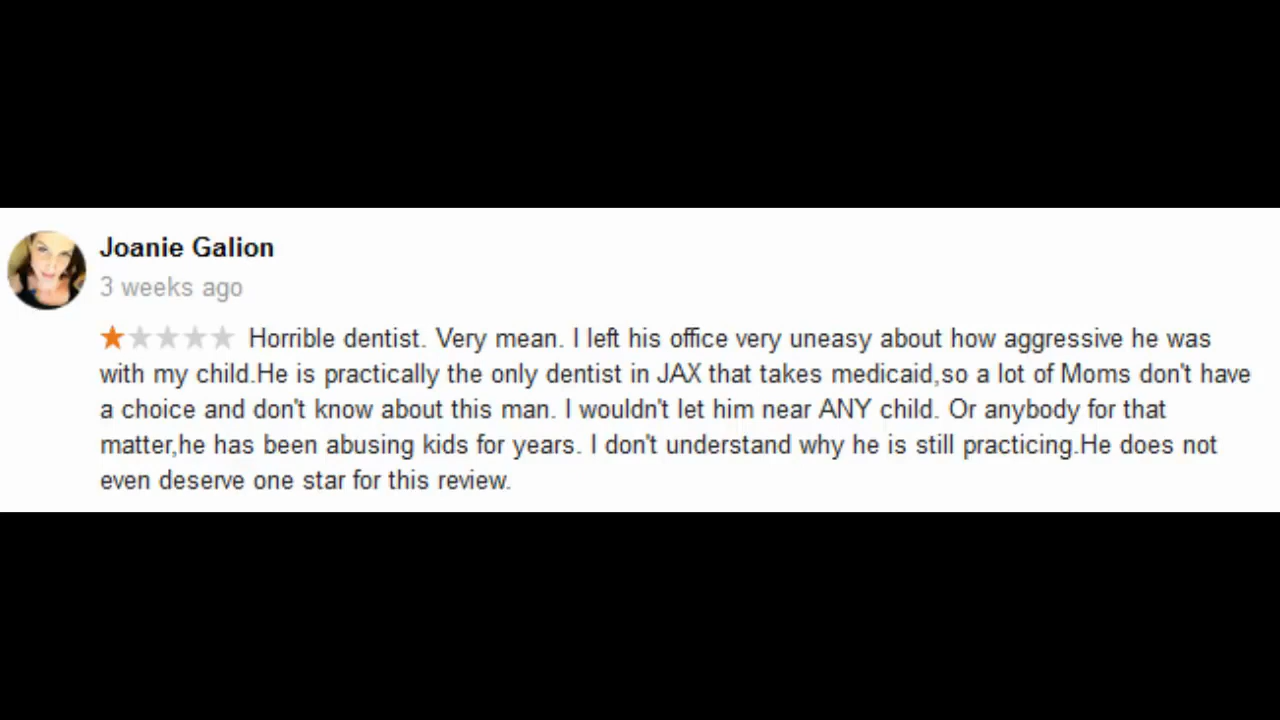 Joanie Galion
3 weeks ago
Horrible dentist. Very mean. I left his office very uneasy about how aggressive he was
with my child.He is practically the only dentist in JAX that takes medicaid,so a lot of Moms don't have
a choice and don't know about this man. I wouldn't let him near ANY child. Or anybody for that
matter,he has been abusing kids for years. I don't understand why he is still practicing.He does not
even deserve one star for this review.